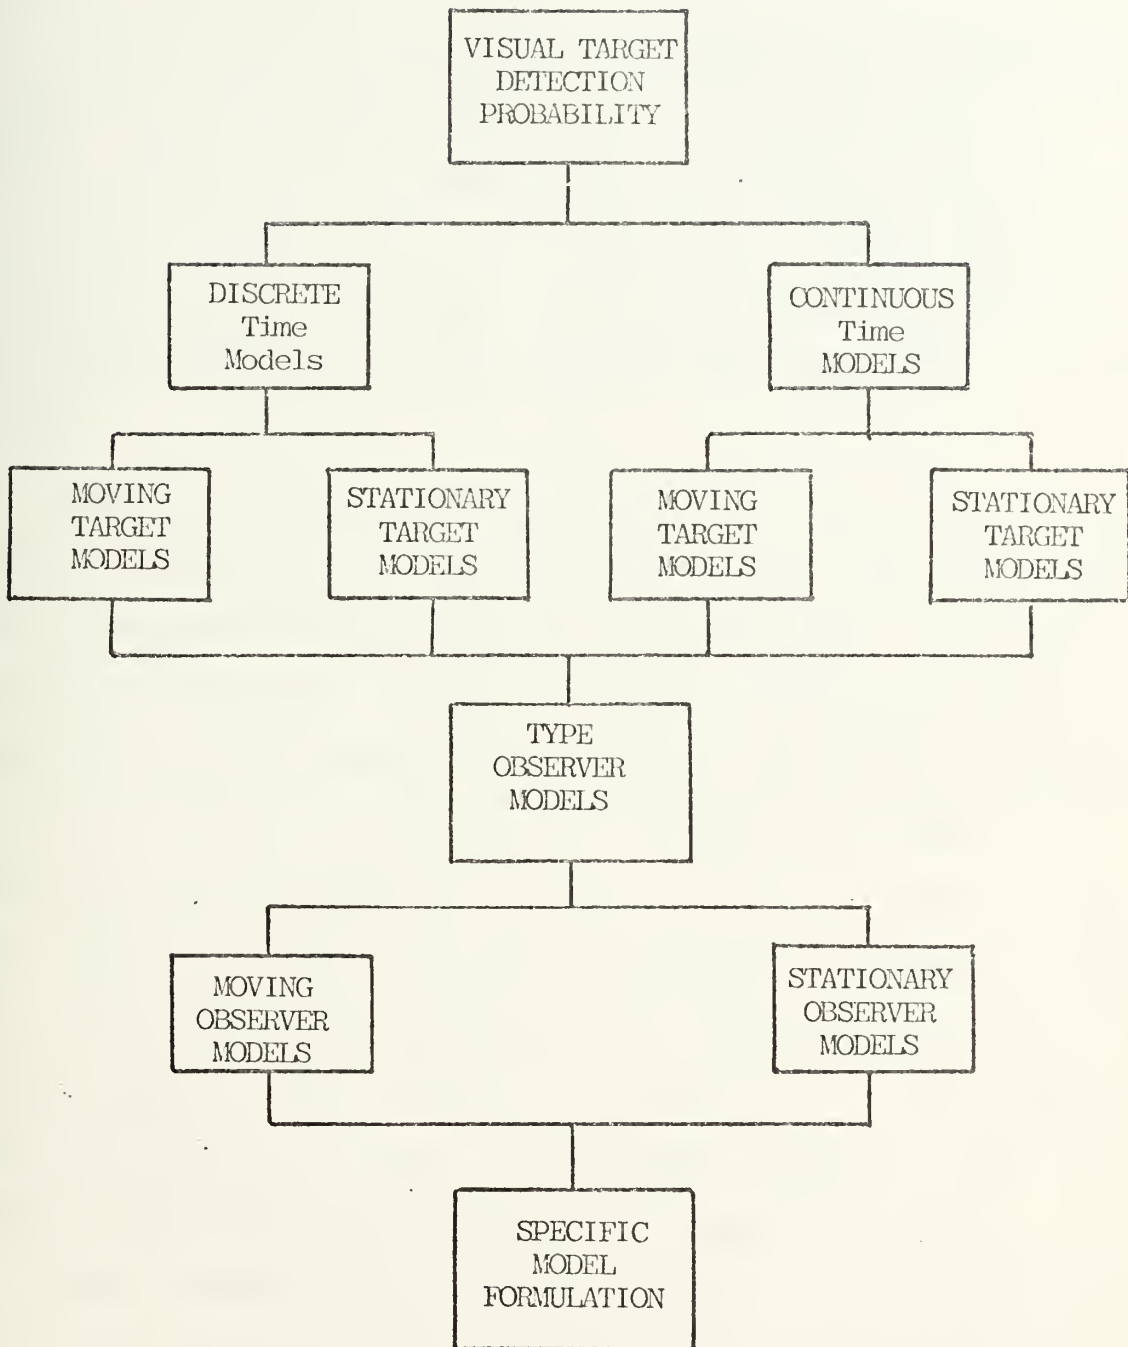 VISUAL TARGET
DETECTION
PROBABILITY
DISCRETE
Time
Models
CONTINUOUS
Time
MODELS
MOVING
TARGET
MODELS
STATIONARY
TARGET
MODELS
MOVING
TARGET
MODELS
STATIONARY
TARGET
MODELS
TYPE
OBSERVER
MODELS
MOVING
OBSERVER
MODELS
STATIONARY
OBSERVER
MODELS
SPECIFIC
MODEL
FORMULATION